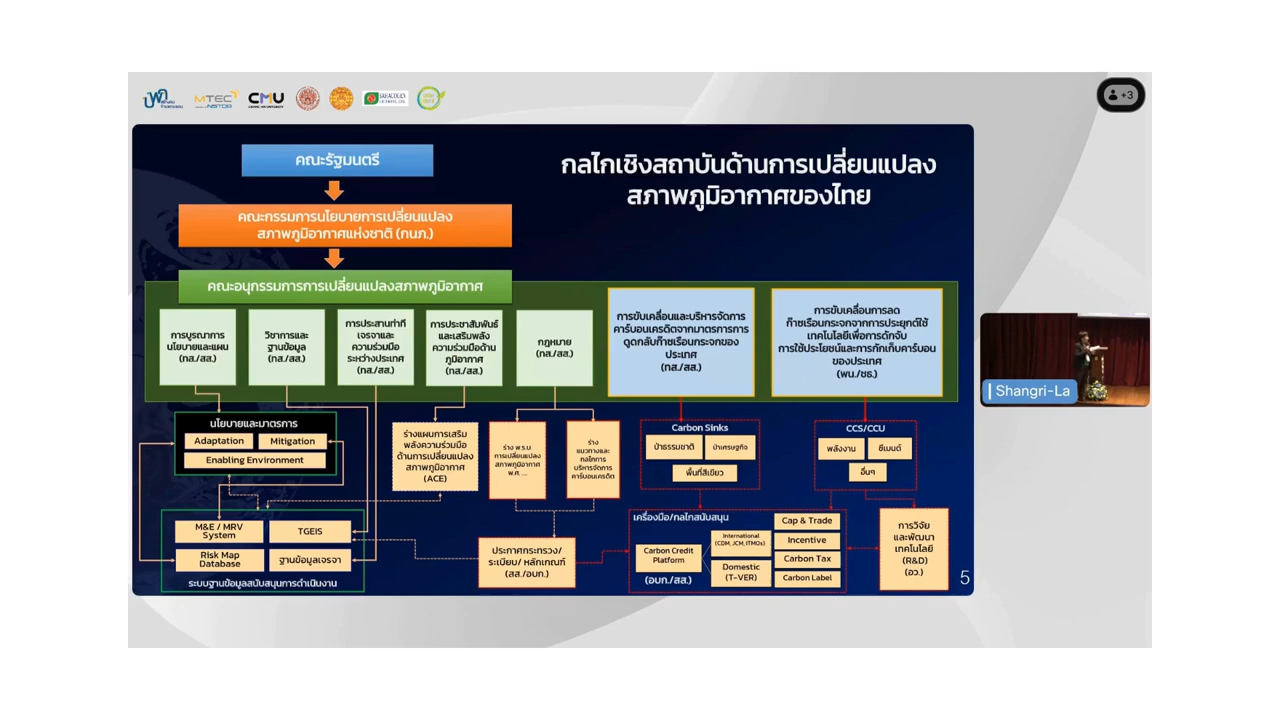 MTEC
NSTDA
CMU
+3
กลไกเชิงสถาบันด้านการเปลี่ยนแปลง
สภาพภูมิอากาศของไทย
คณะรัฐมนตรี
คณะกรรมการนโยบายการเปลี่ยนแปลง
สภาพภูมิอากาศแห่งชาติ (กนภ.)
คณะอนุกรรมการการเปลี่ยนแปลงสภาพภูมิอากาศ
การบูรณาการ
นโยบายและแผน
(ทส./สส.)
วิชาการและ
ฐานข้อมูล
(ทส./สส.)
การประสานท่าที
เจรจาและ
ความร่วมมือ
ระหว่างประเทศ
(ทส./สส.)
การประชาสัมพันธ์
และเสริมพลัง
ความร่วมมือด้าน
ภูมิอากาศ
(ทส./สส.)
กฎหมาย
(ทส./สส.)
การขับเคลื่อนและบริหารจัดการ
คาร์บอนเครดิตจากมาตรการการ
ดูดกลับก๊าซเรือนกระจกของ
ประเทศ
(ทส./สส.)
การขับเคลื่อนการลด
ก๊าซเรือนกระจกจากการประยุกต์ใช้
เทคโนโลยีเพื่อการดักจับ
การใช้ประโยชน์และการกักเก็บคาร์บอน
ของประเทศ
(พน./ชธ.)
นโยบายและมาตรการ
Adaptation
Mitigation
Enabling Environment
ร่างแผนการเสริม
พลังความร่วมมือ
ด้านการเปลี่ยนแปลง
สภาพภูมิอากาศ
(ACE)
ร่าง พ.ร.บ.
การเปลี่ยนแปลง
สภาพภูมิอากาศ
พ.ศ. ....
ร่าง
แนวทางและ
กลไกการ
บริหารจัดการ
คาร์บอนเครดิต
Carbon Sinks
ป่าธรรมชาติ
ป่าเศรษฐกิจ
พื้นที่สีเขียว
CCS/CCU
พลังงาน
ซีเมนต์
อื่นๆ
M&E / MRV
System
TGEIS
Risk Map
Database
ฐานข้อมูลเจรจา
ระบบฐานข้อมูลสนับสนุนการดำเนินงาน
ประกาศกระทรวง/
ระเบียบ/ หลักเกณฑ์
(สส./อบก.)
เครื่องมือ/กลไกสนับสนุน
Carbon Credit
Platform
(อบก./สส.)
International
(CDM, JCM, ITMOs)
Domestic
(T-VER)
Cap & Trade
Incentive
Carbon Tax
Carbon Label
การวิจัย
และพัฒนา
เทคโนโลยี
(R&D)
(อว.)
5
Shangri-La